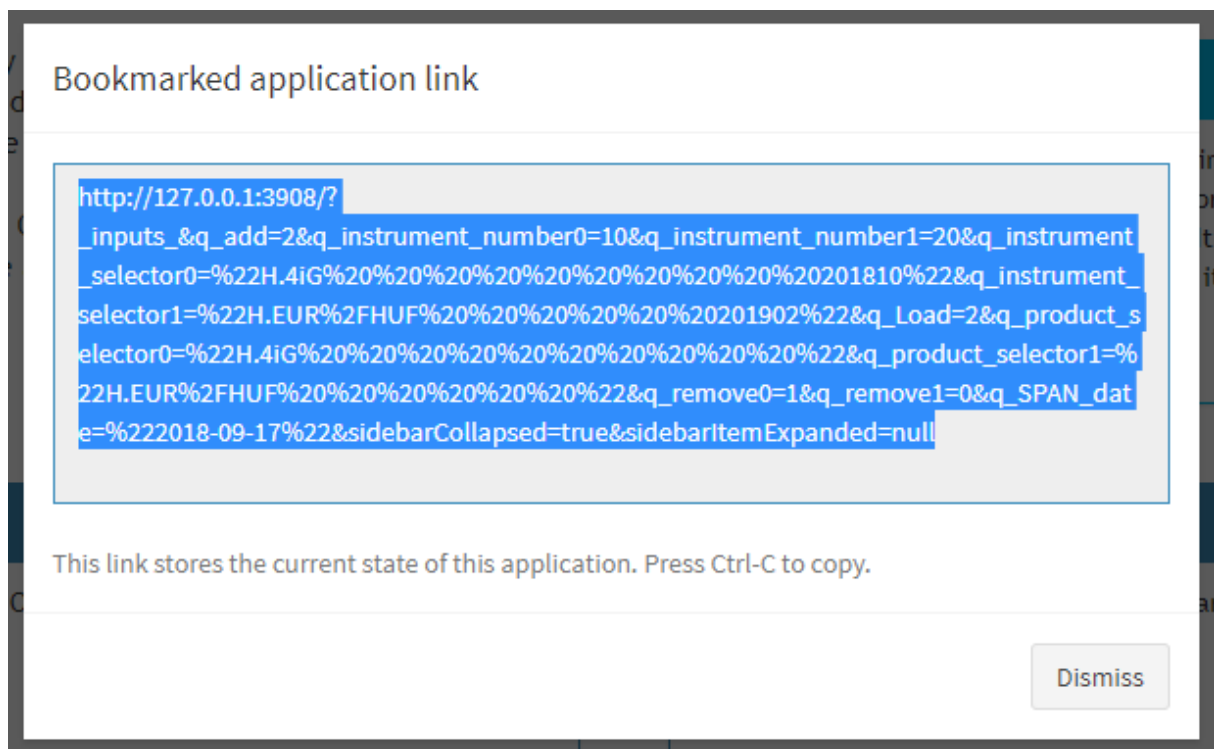 Bookmarked application link
http://127.0.0.1:3908/?
_inputs_&q_add=2&q_instrument_number0=10&q_instrument_number1=20&q_instrument
_selector0=%22H.4iG%20%20%20%20%20%20%20%20%20%20201810%22&q_instrument_
selector1=%22H.EUR%2FHUF%20%20%20%20%20%20201902%22&q_Load=2&q_product_s
elector0=%22H.4iG%20%20%20%20%20%20%20%20%20%20%22&q_product_selector1=%
22H.EUR%2FHUF%20%20%20%20%20%20%22&q_remove0=1&q_remove1=0&q_SPAN_dat
e=%222018-09-17%22&sidebarCollapsed=true&sidebarItemExpanded=null
This link stores the current state of this application. Press Ctrl-C to copy.
Dismiss